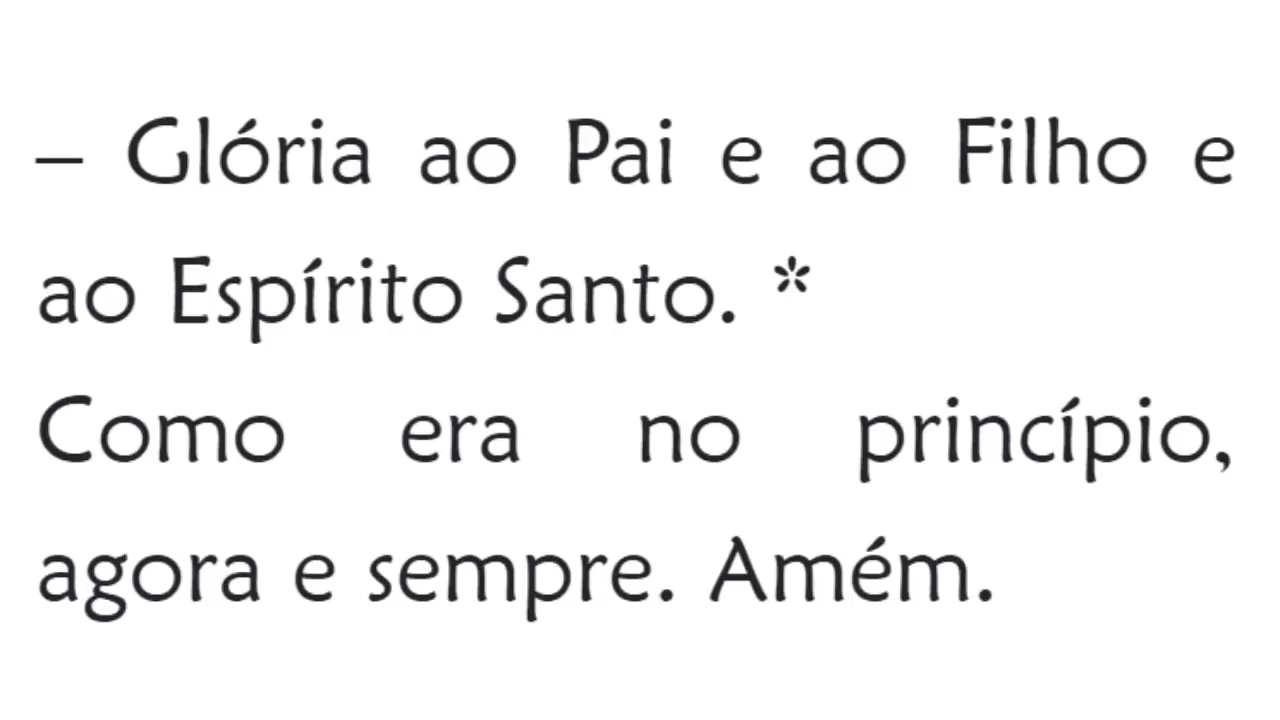 – Glória ao Pai e ao Filho e
ao Espírito Santo. *
Como era no princípio,
agora e sempre. Amém.